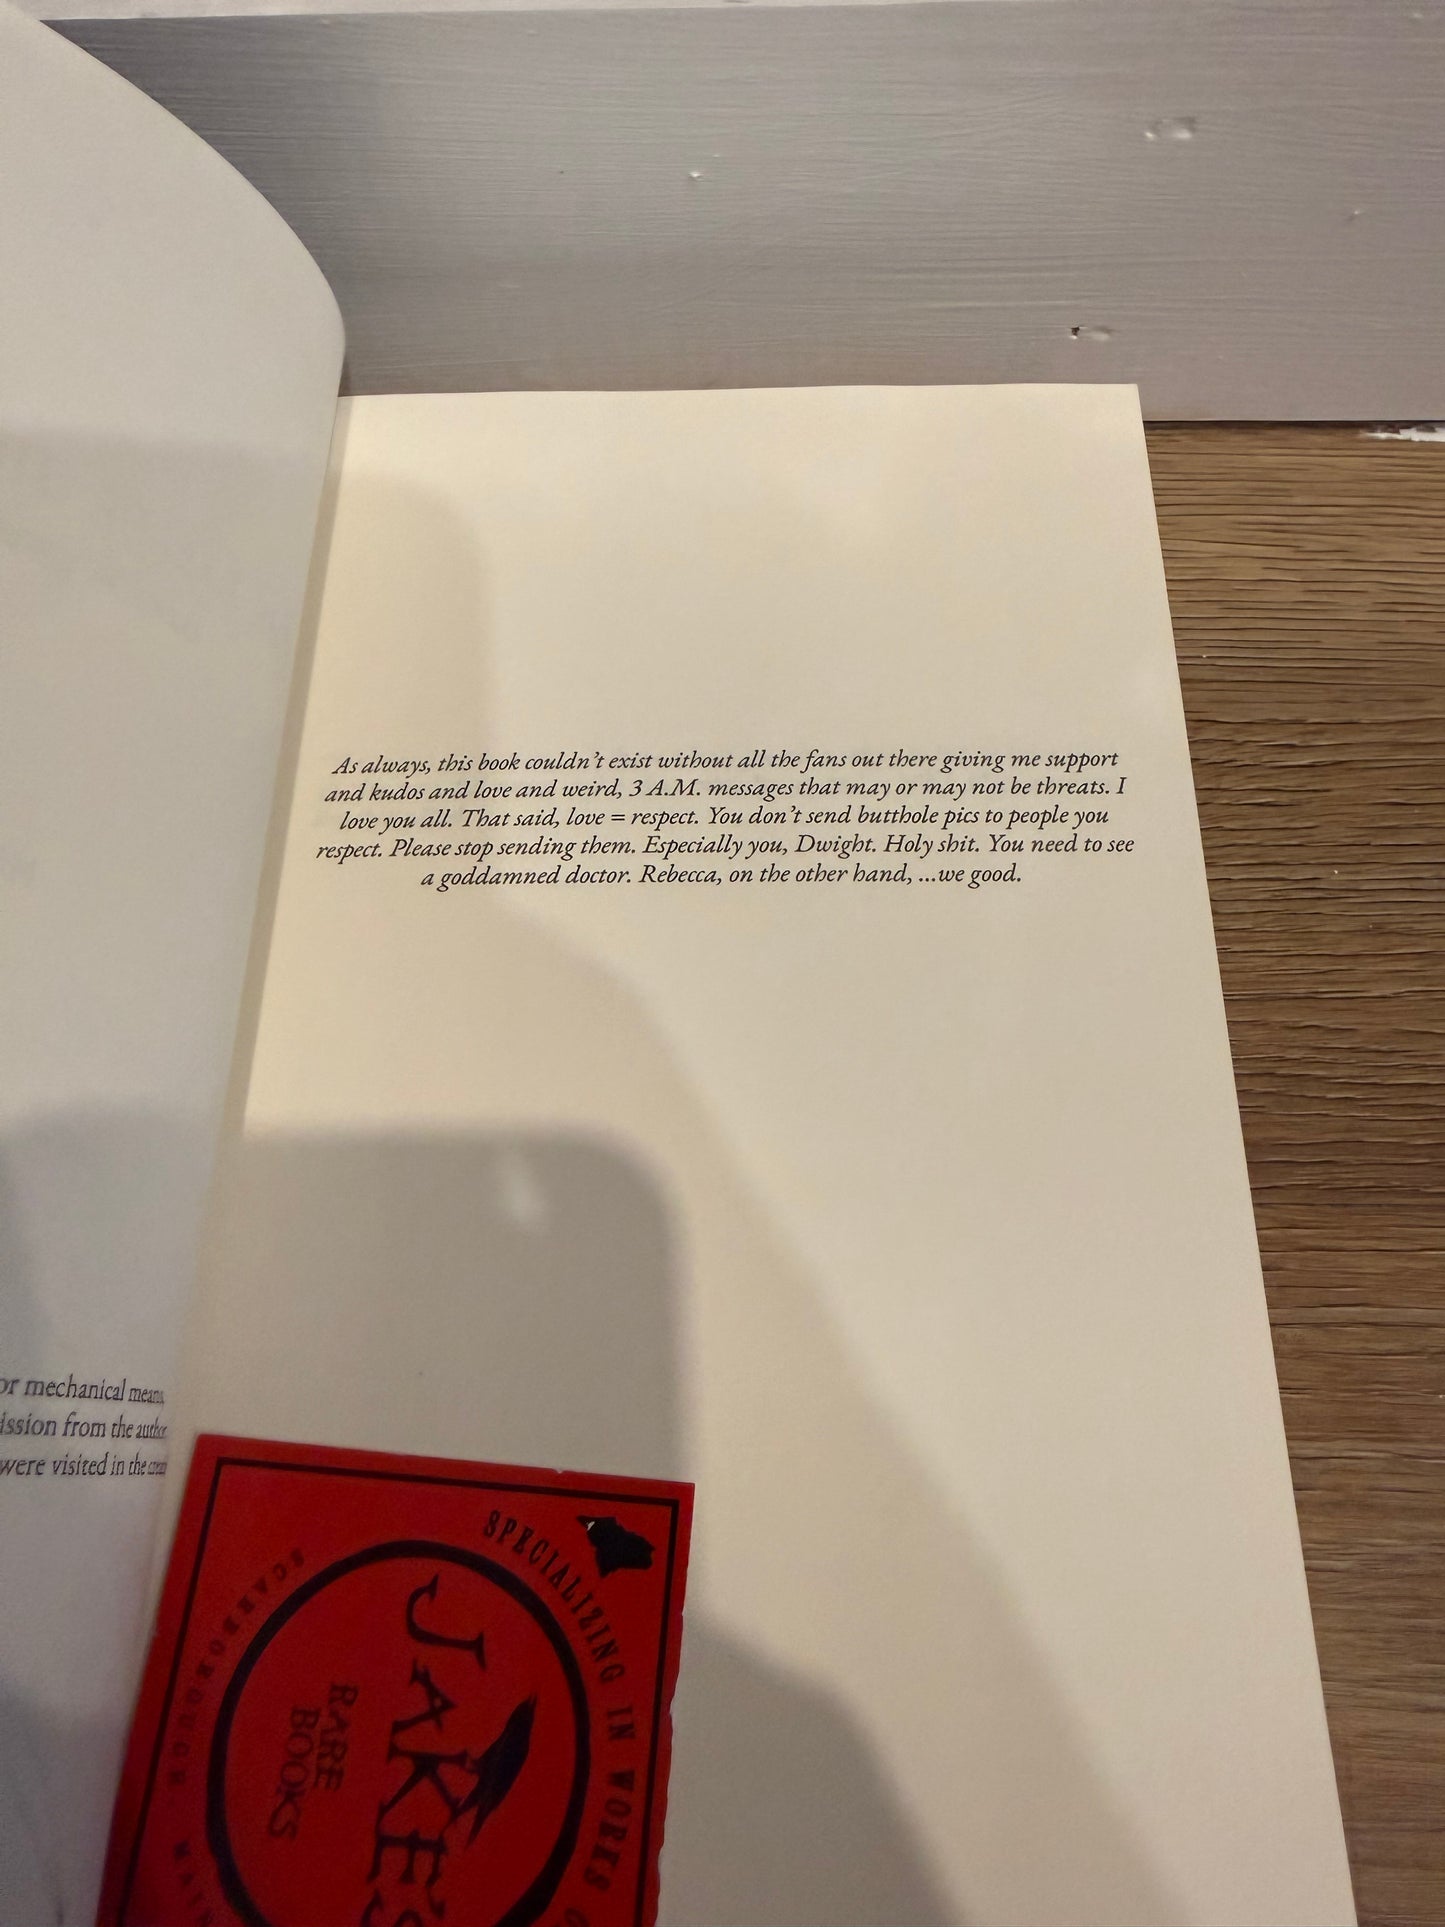 As always, this book couldn't exist without all the fans out there giving me support
and kudos and love and weird, 3 A.M. messages that may or may not be threats. I
love you all. That said, love = respect. You don't send butthole pics to people you
respect. Please stop sending them. Especially you, Dwight. Holy shit. You need to see
a goddamned doctor. Rebecca, on the other hand, ...we good.
or mechanical means,
ission from the author
were visited in the
SPECIALIZING IN WORKS
JAKE'S
RARE
BOOKS
SCARBOROUGH